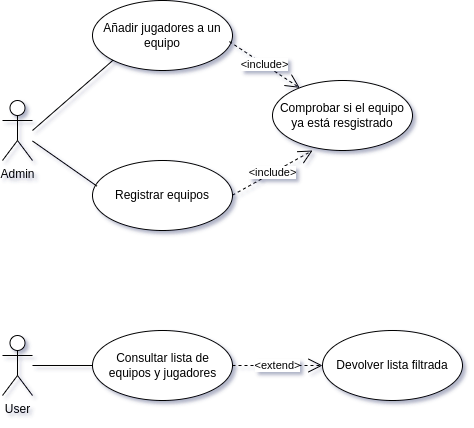 Añadir jugadores a un
equipo
<include>
Comprobar si el equipo
ya está resgistrado
Admin
<include>
Registrar equipos
Consultar lista de
equipos y jugadores
<extend>
Devolver lista filtrada
User